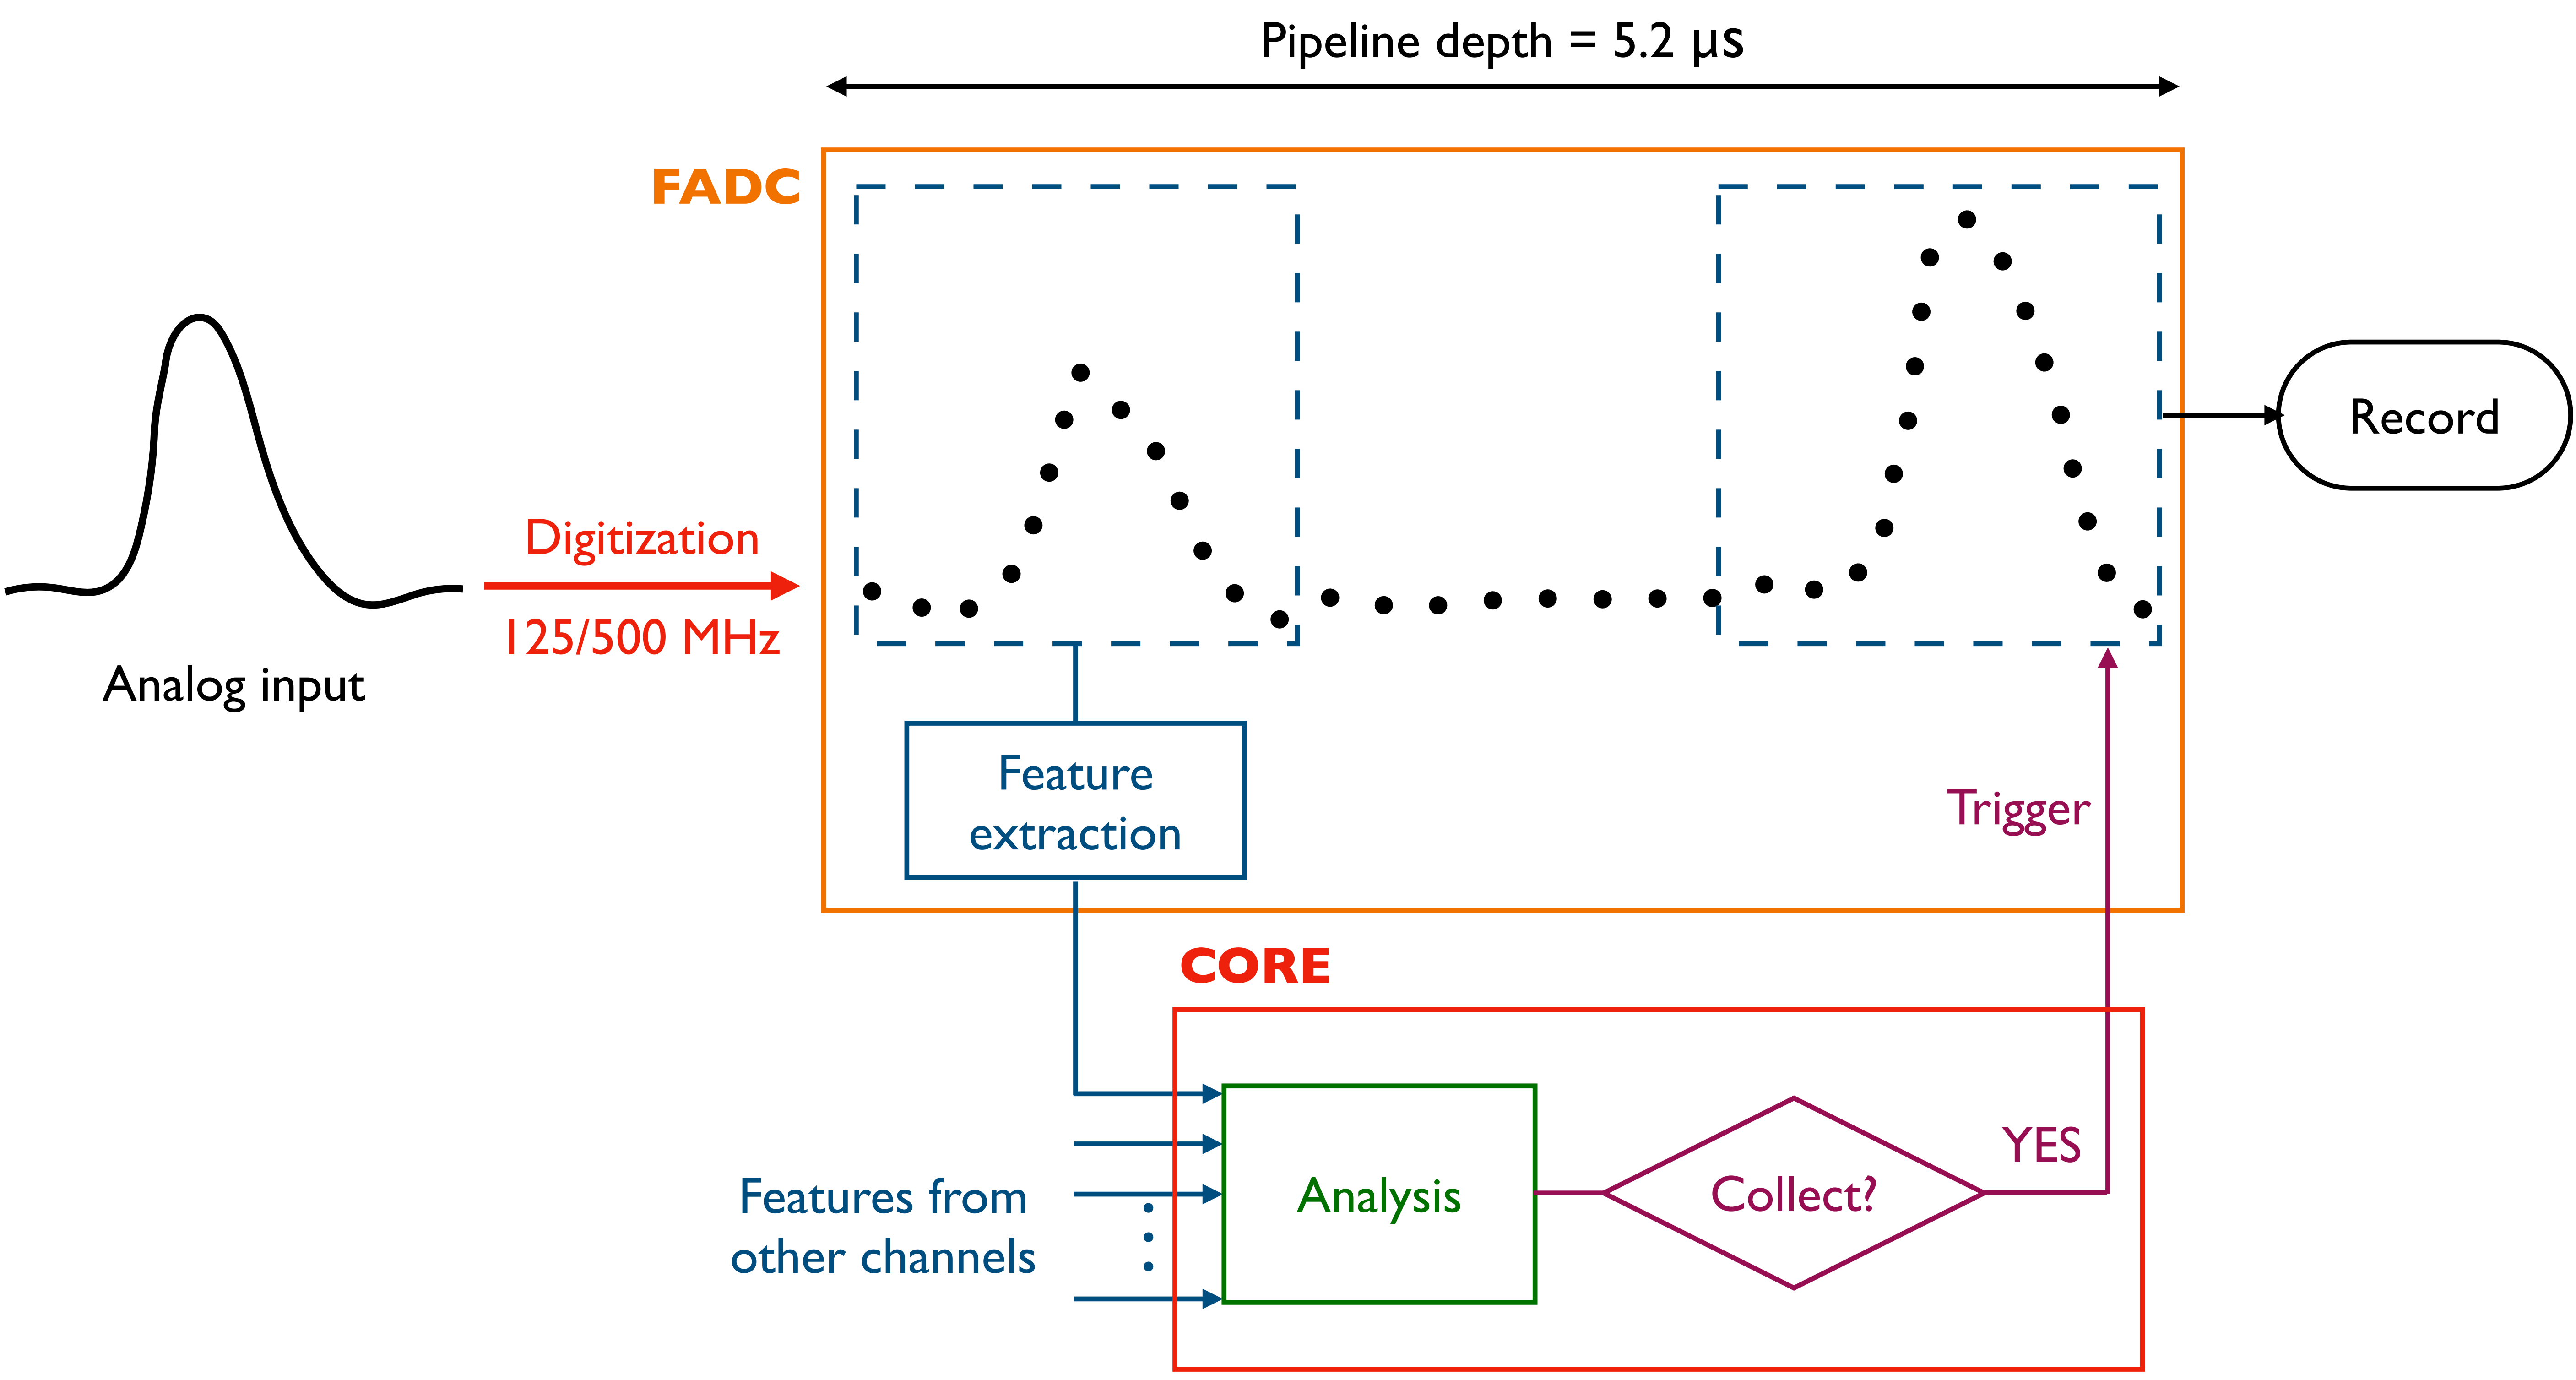 Pipeline depth = 5.2 µs
FADC
Digitization
125/500 MHz
Analog input
Record
Feature
extraction
Trigger
CORE
Features from
other channels
Analysis
Collect?
YES